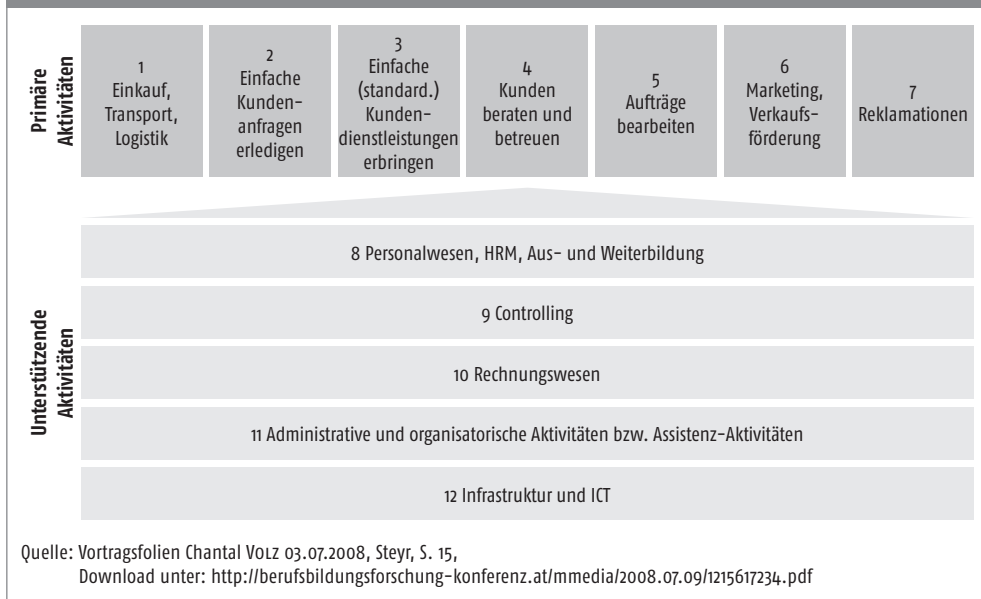 Primäre
Aktivitäten
1
Einkauf,
Transport,
Logistik
2
Einfache
Kunden-
anfragen
erledigen
3
Einfache
(standard.)
Kunden-
dienstleistungen
erbringen
4
Kunden
beraten und
betreuen
5
Aufträge
bearbeiten
6
Marketing,
Verkaufs-
förderung
7
Reklamationen
Unterstützende
Aktivitäten
8 Personalwesen, HRM, Aus- und Weiterbildung
9 Controlling
10 Rechnungswesen
11 Administrative und organisatorische Aktivitäten bzw. Assistenz-Aktivitäten
12 Infrastruktur und ICT
Quelle: Vortragsfolien Chantal VOLZ 03.07.2008, Steyr, S. 15,
Download unter: http://berufsbildungsforschung-konferenz.at/mmedia/2008.07.09/1215617234.pdf